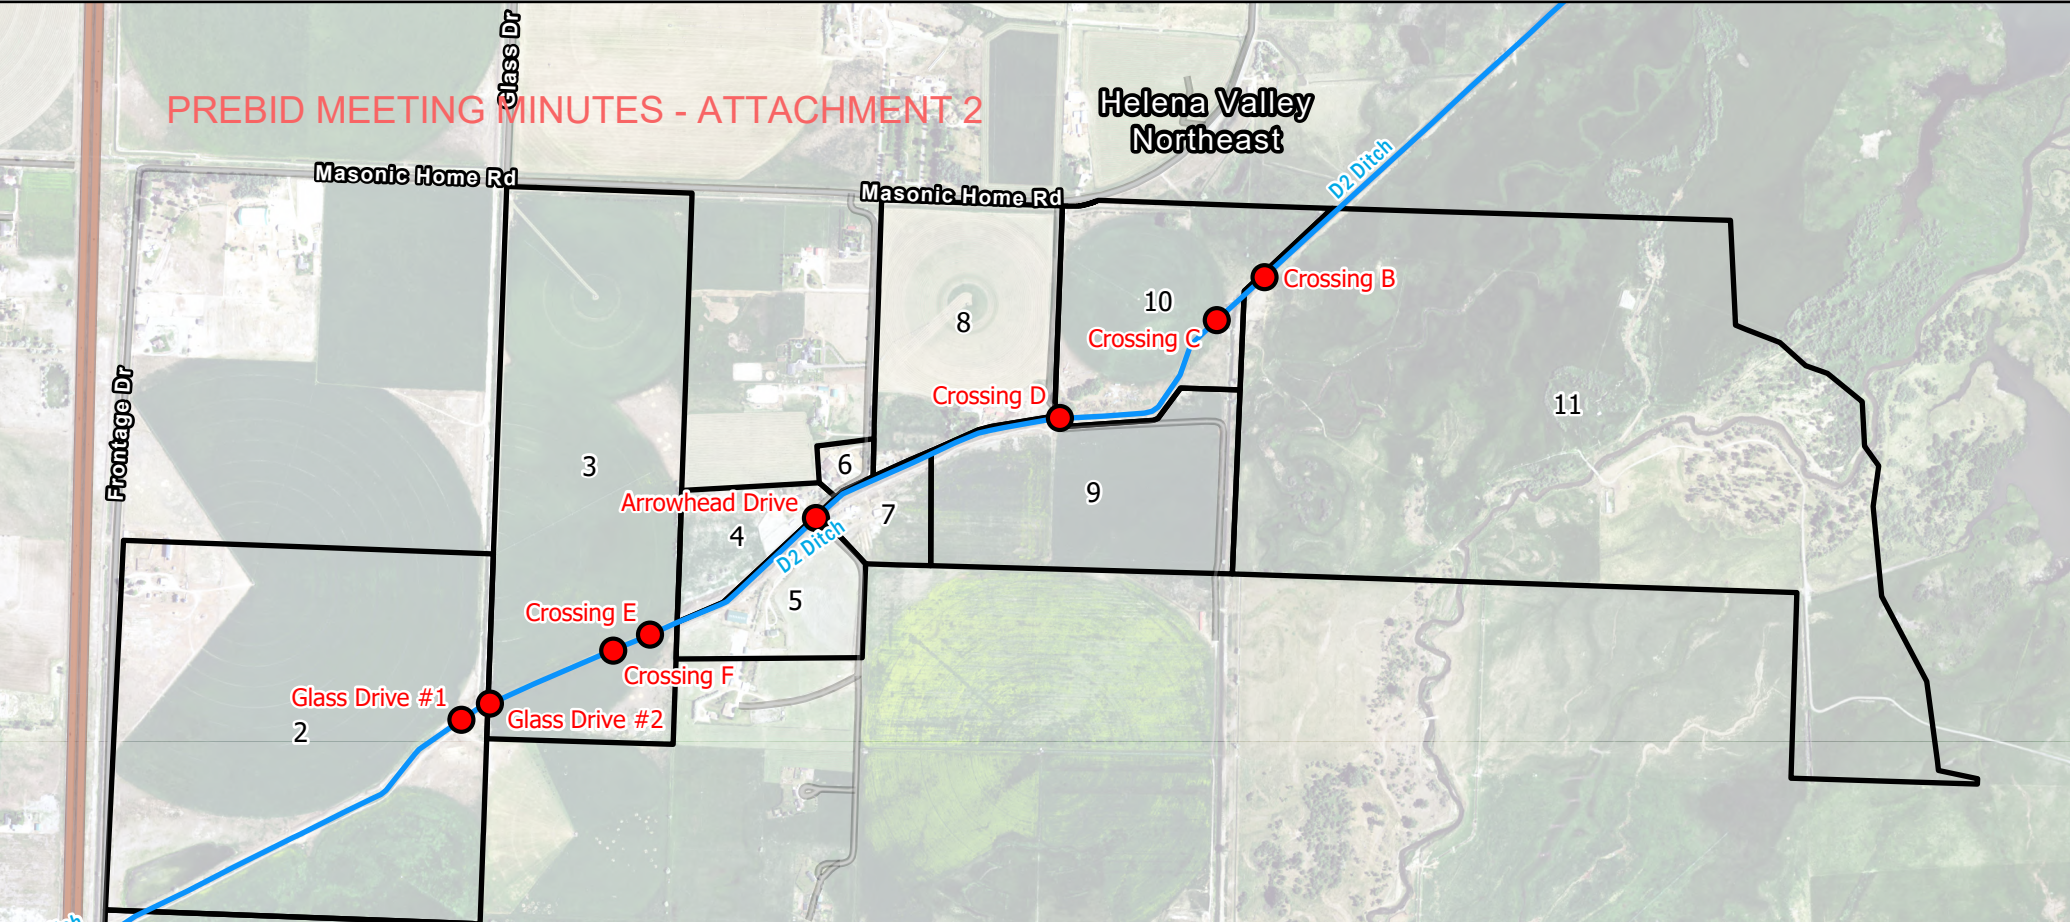 Glass Dr
PREBID MEETING MINUTES - ATTACHMENT 2
Helena Valley
Northeast
D2 Ditch
Masonic Home Rd
Masonic Home Rd
Crossing B
10
8
Crossing C
Frontage Dr
Crossing D
11
3
6
9
Arrowhead Drive
7
4
D2 Ditch
5
Crossing E
Crossing F
Glass Drive #1
Glass Drive #2
2